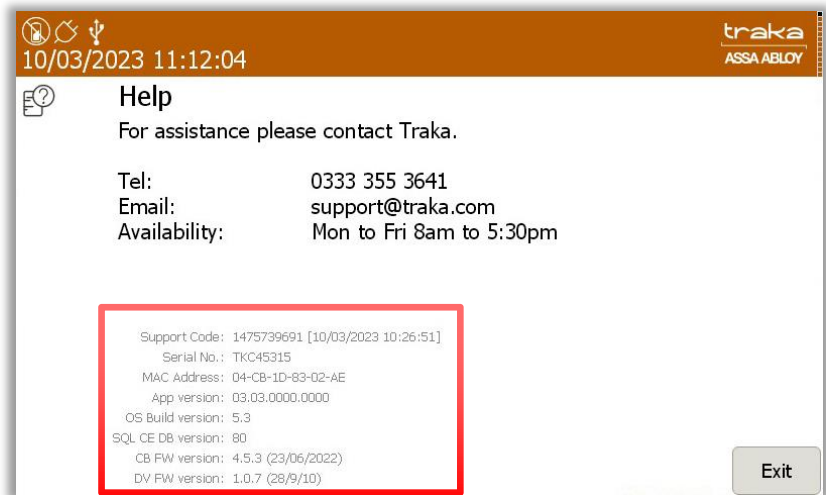 10/03/2023 11:12:04
traka
ASSA ABLOY
Help
For assistance please contact Traka.
Tel: 0333 355 3641
Email: support@traka.com
Availability: Mon to Fri 8am to 5:30pm
Support Code: 1475739691 [10/03/2023 10:26:51]
Serial No.: TKC45315
MAC Address: 04-CB-1D-83-02-AE
App version: 03.03.0000.0000
OS Build version: 5.3
SQL CE DB version: 80
CB FW version: 4.5.3 (23/06/2022)
DV FW version: 1.0.7 (28/9/10)
Exit